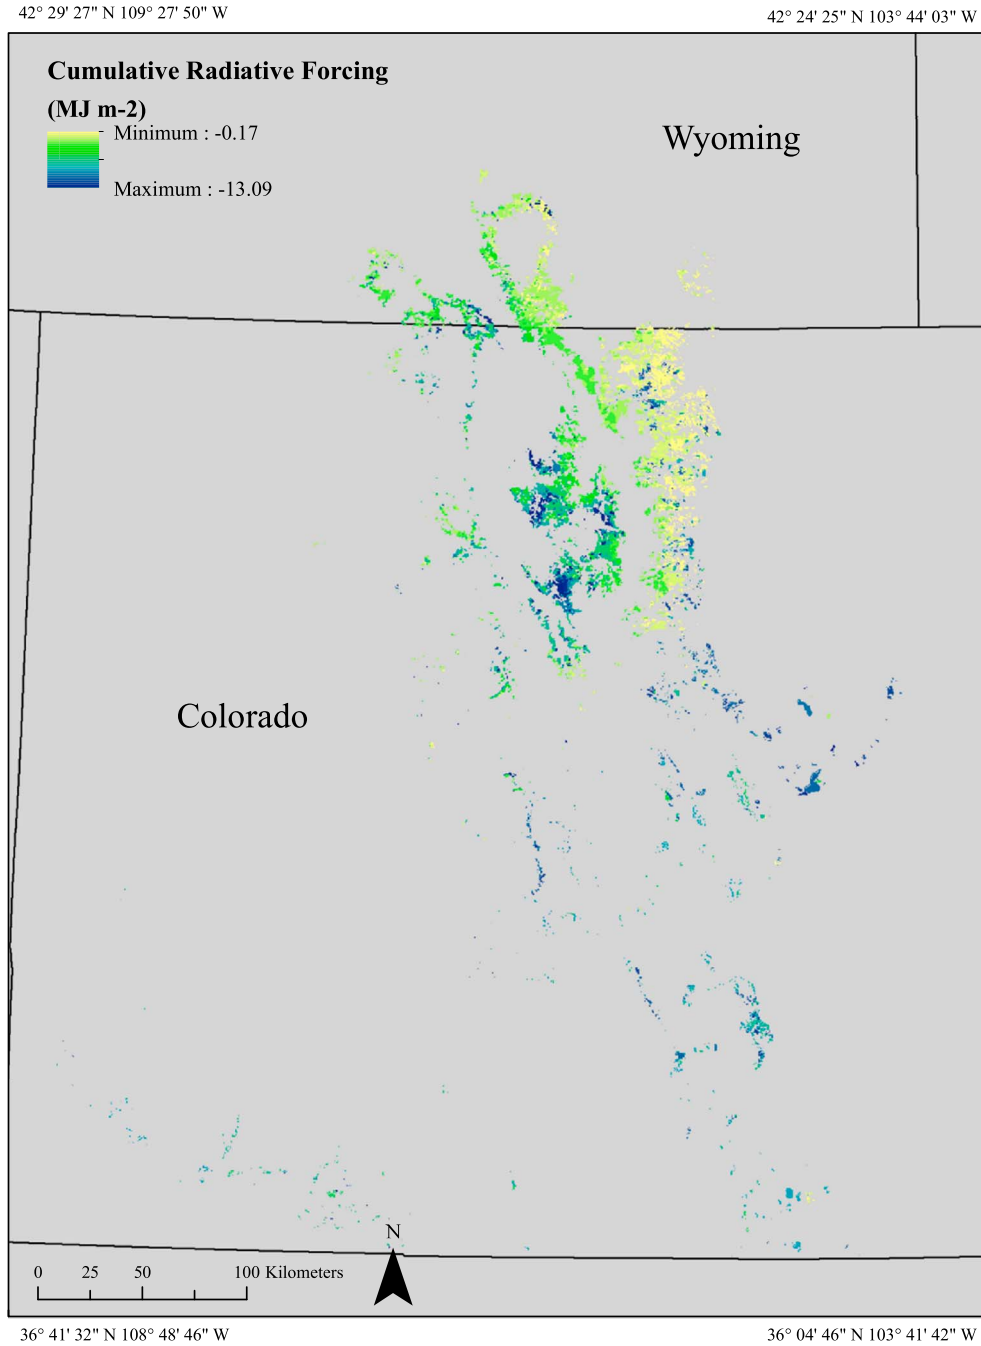 42° 29' 27" N 109° 27' 50" W
42° 24' 25" N 103° 44' 03" W
Cumulative Radiative Forcing
(MJ m-2)
Minimum : -0.17
Maximum : -13.09
Wyoming
Colorado
N
0 25 50 100 Kilometers
36° 41' 32" N 108° 48' 46" W
36° 04' 46" N 103° 41' 42" W